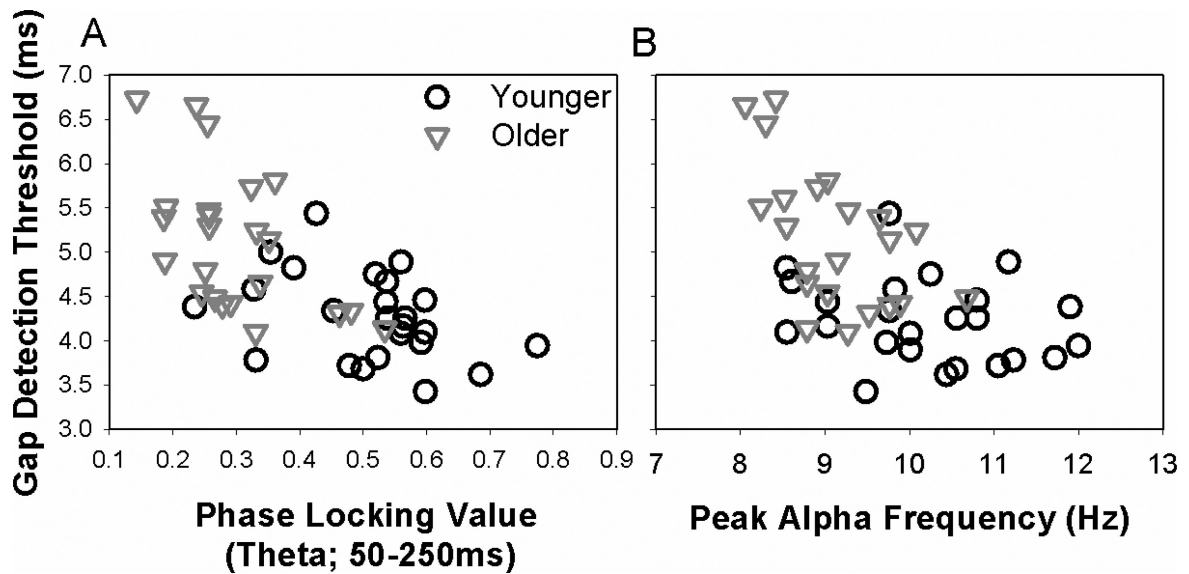 A
B
Gap Detection Threshold (ms)
7.0
6.5
6.0
5.5
5.0
4.5
4.0
3.5
3.0
Younger
Older
0.1 0.2 0.3 0.4 0.5 0.6 0.7 0.8 0.9
7 8 9 10 11 12 13
Phase Locking Value
(Theta; 50-250ms)
Peak Alpha Frequency (Hz)